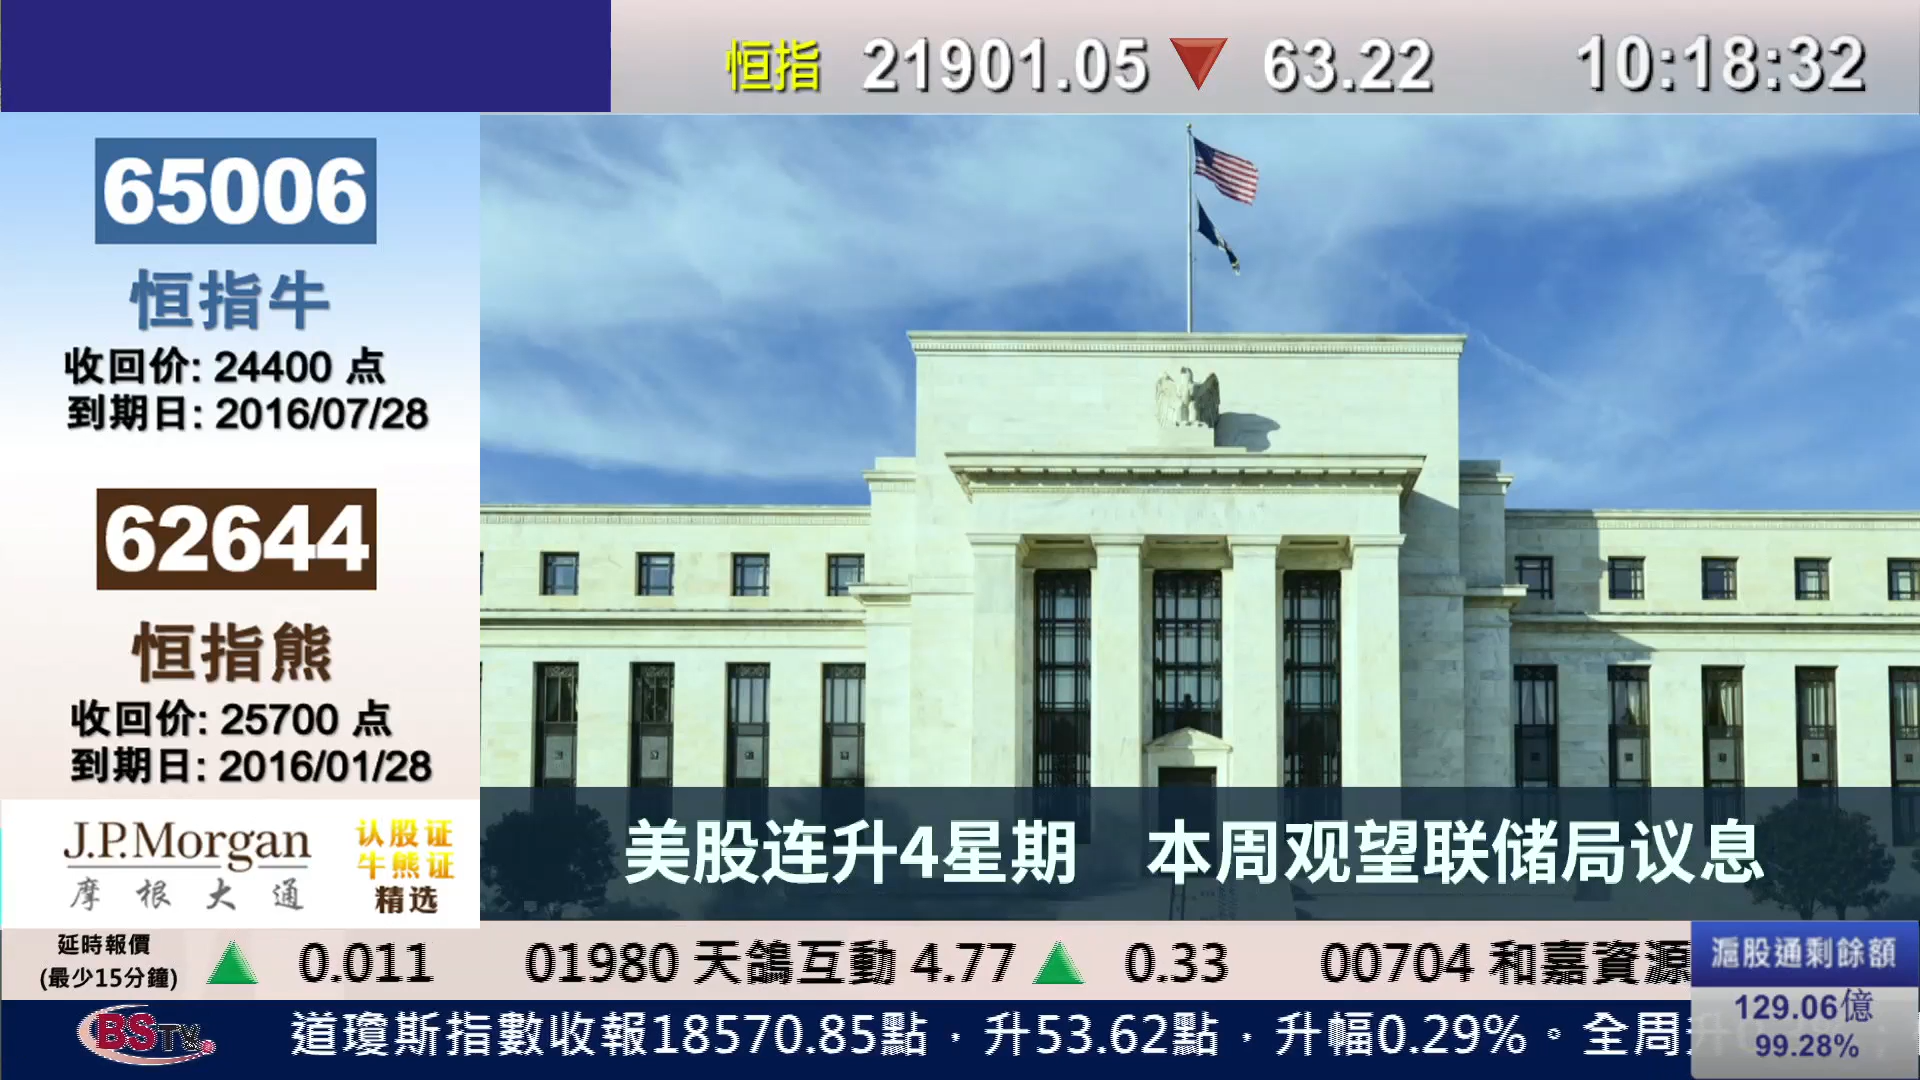 恒指 21901.05 ▼ 63.22 10:18:32
65006
恒指牛
收回价: 24400 点
到期日: 2016/07/28
62644
恒指熊
收回价: 25700 点
到期日: 2016/01/28
J.P.Morgan
摩根大通
认股证
牛熊证
精选
美股连升4星期 本周观望联储局议息
延時報價
(最少15分鐘)
▲ 0.011 01980 天鴿互動 4.77 ▲ 0.33 00704 和嘉資源
滬股通剩餘額
129.06億
99.28%
BSTV
道瓊斯指數收報18570.85點，升53.62點，升幅0.29%。全周升